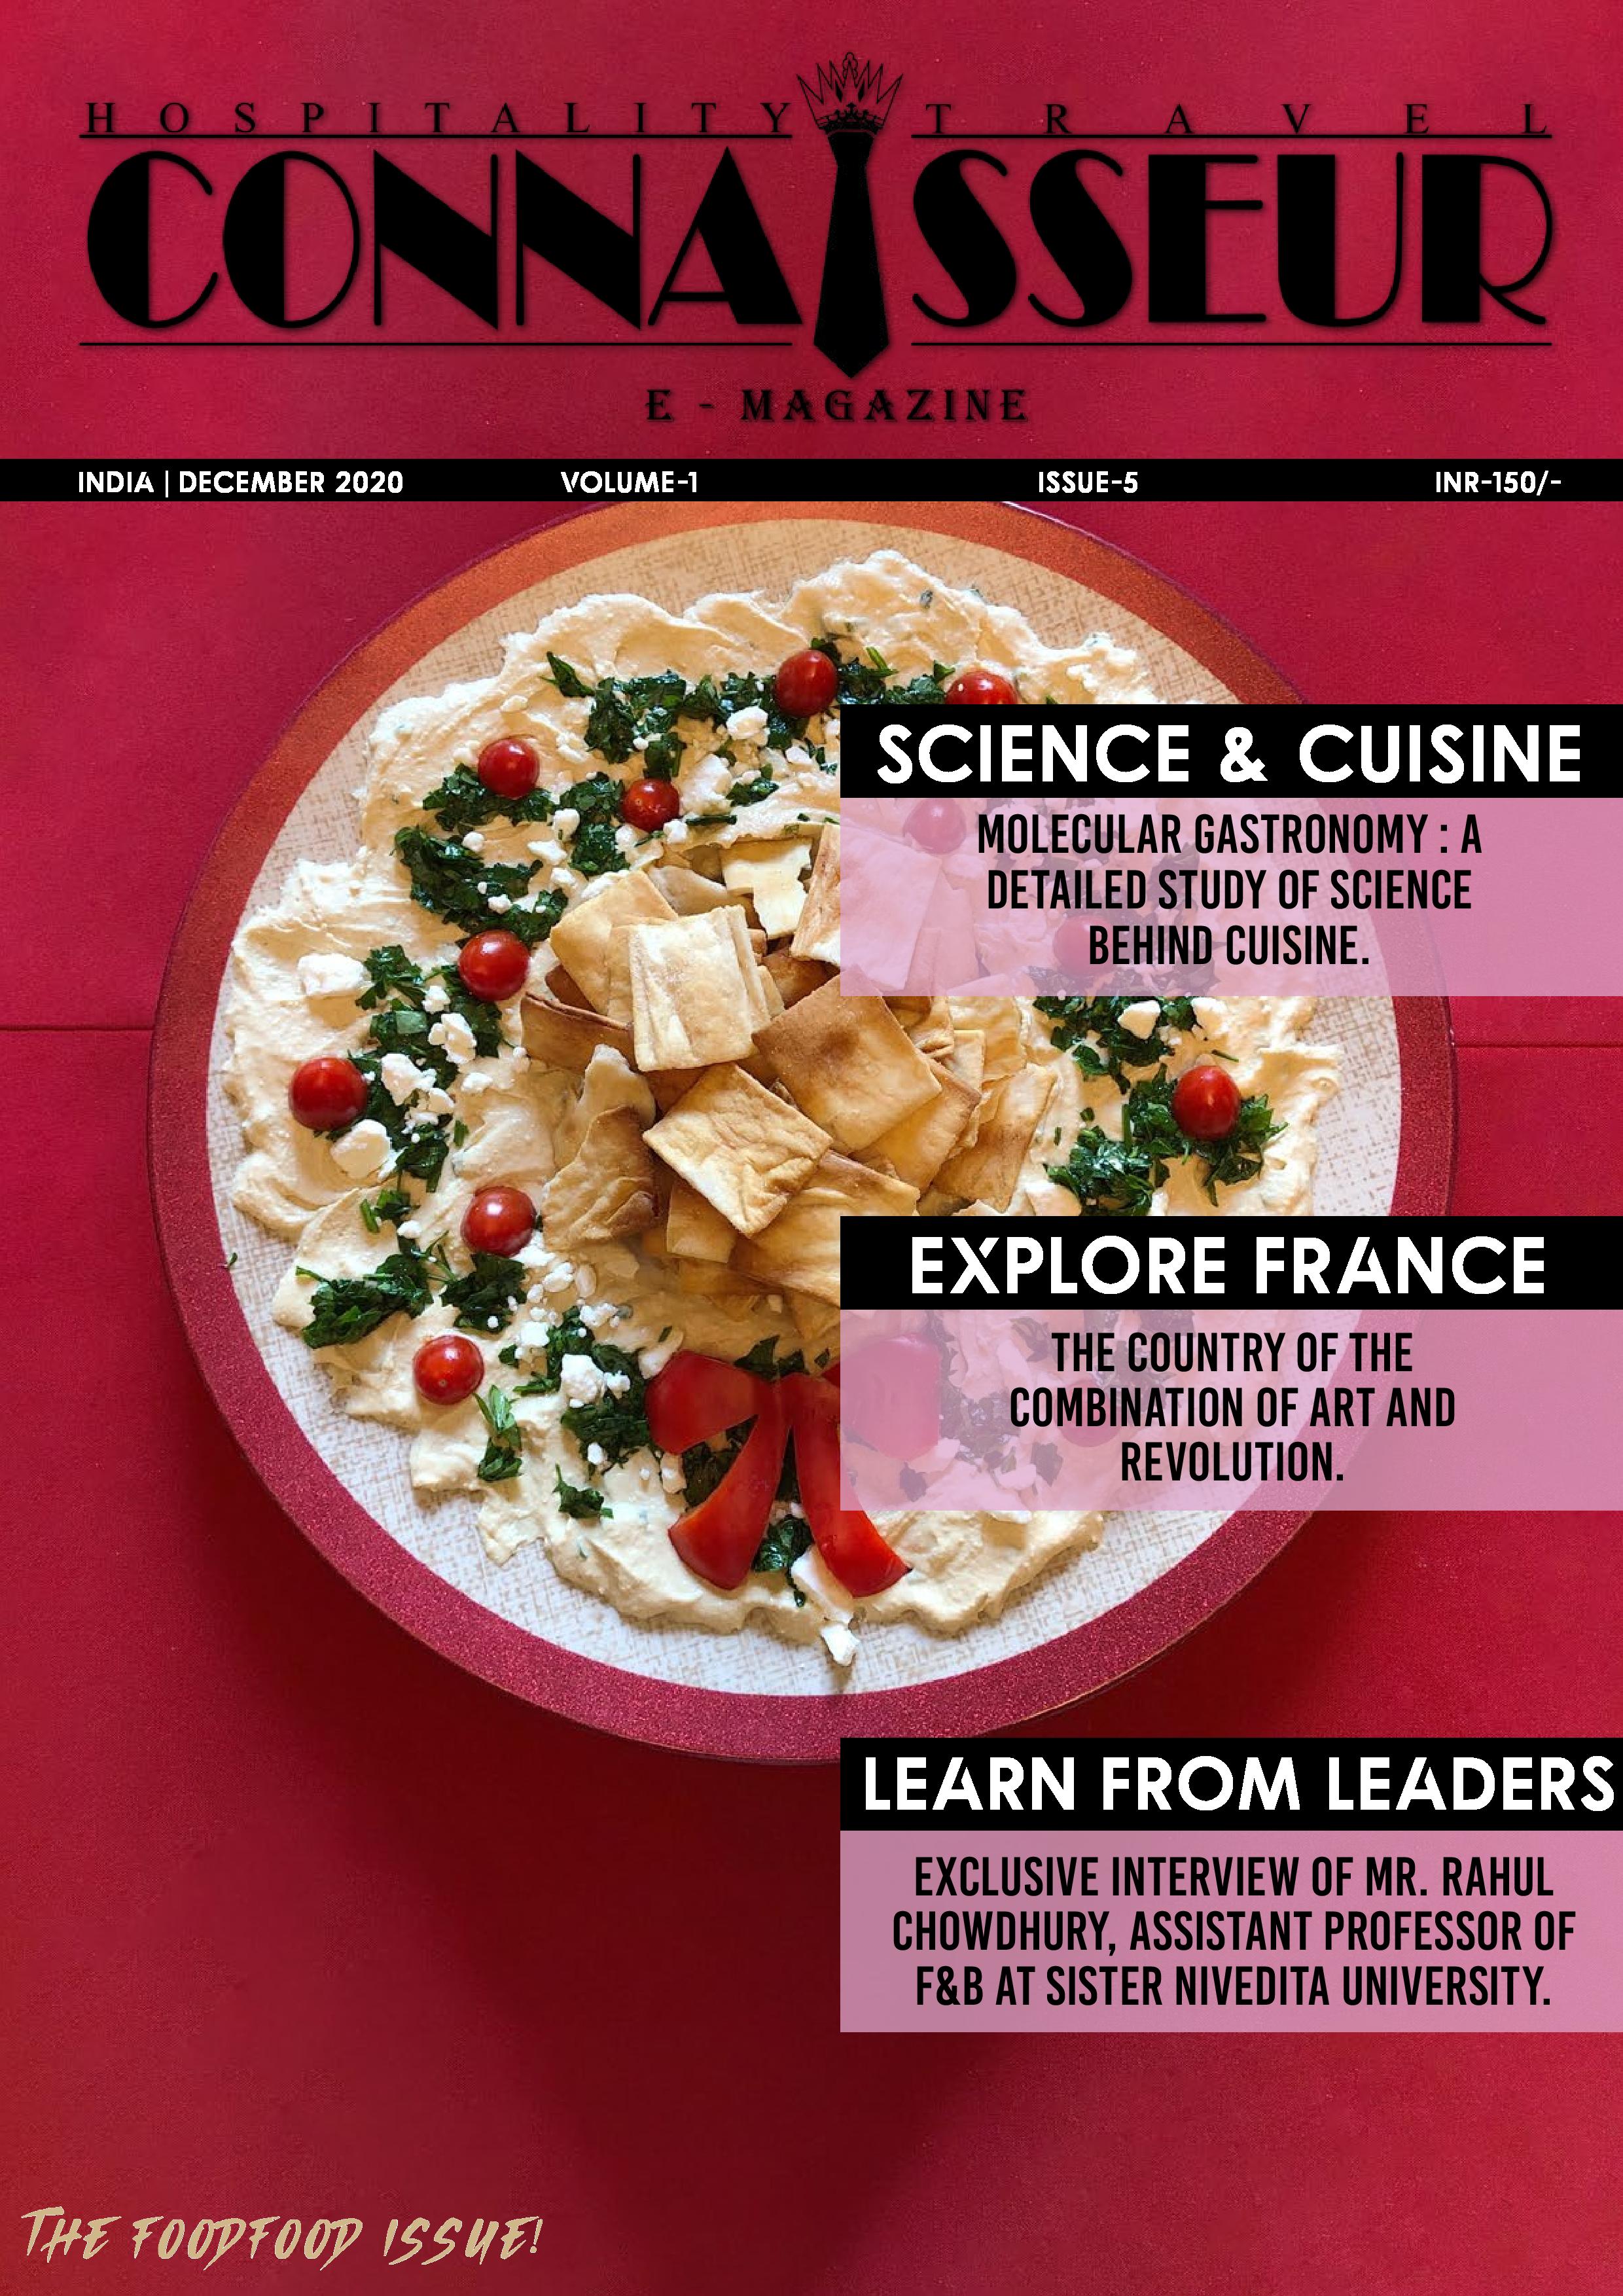 HOSPITALITY TRAVEL
CONNAISSEUR
E - MAGAZINE
INDIA | DECEMBER 2020 VOLUME-1 ISSUE-5 INR-150/-
SCIENCE & CUISINE
MOLECULAR GASTRONOMY : A
DETAILED STUDY OF SCIENCE
BEHIND CUISINE.
EXPLORE FRANCE
THE COUNTRY OF THE
COMBINATION OF ART AND
REVOLUTION.
LEARN FROM LEADERS
EXCLUSIVE INTERVIEW OF MR. RAHUL
CHOWDHURY, ASSISTANT PROFESSOR OF
F&B AT SISTER NIVEDITA UNIVERSITY.
THE FOODFOOD ISSUE!